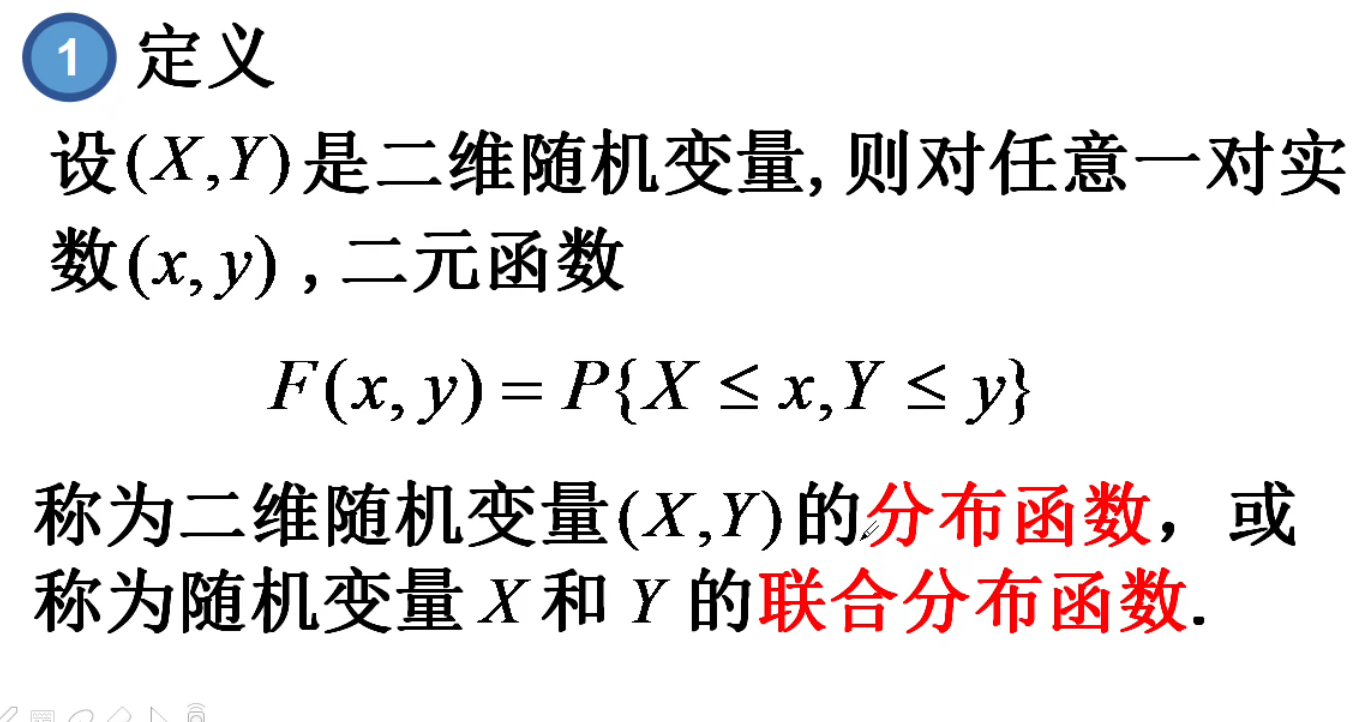 1 定义
设(X,Y)是二维随机变量, 则对任意一对实
数(x, y) , 二元函数
F(x, y) = P{X ≤ x,Y ≤ y}
称为二维随机变量(X,Y)的分布函数，或
称为随机变量 X 和 Y 的联合分布函数.